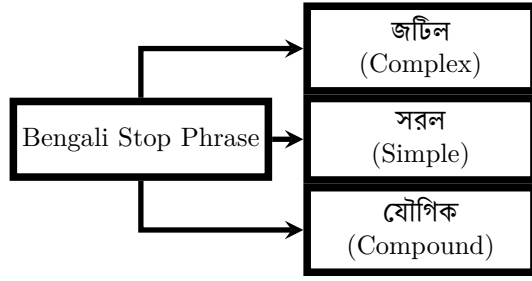 জটিল
(Complex)
Bengali Stop Phrase
সরল
(Simple)
যৌগিক
(Compound)